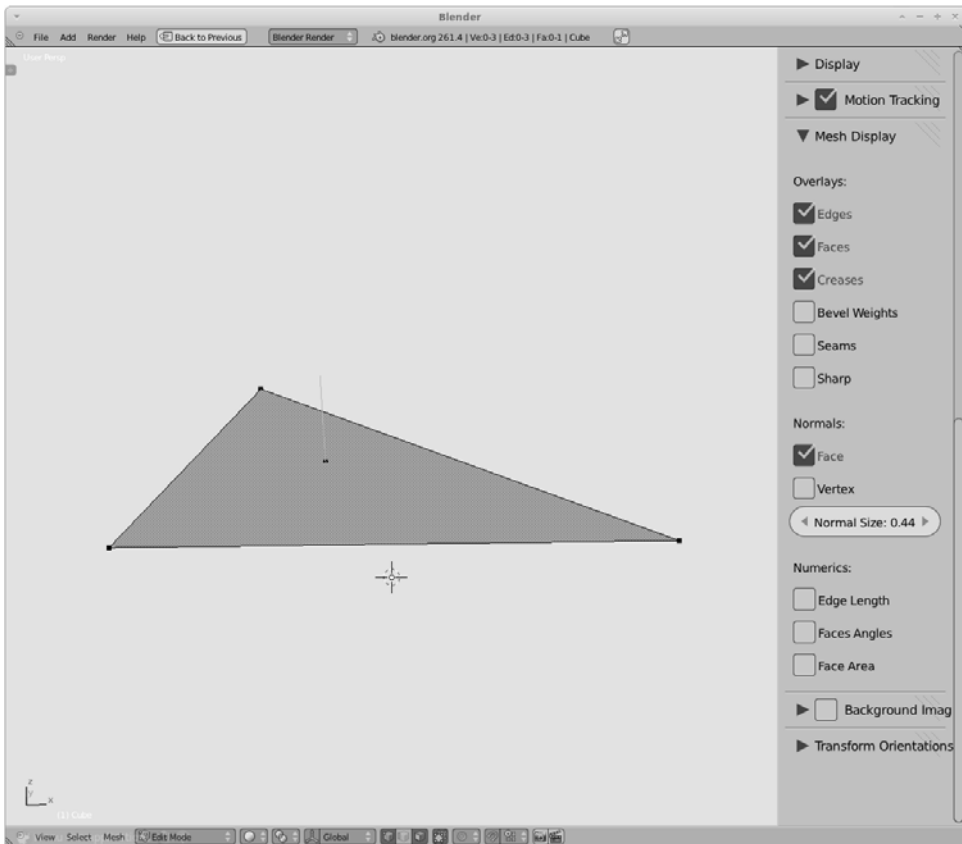 Blender
File Add Render Help Back to Previous Blender Render blender.org 261.4 | Ve:0-3 | Ed:0-3 | Fa:0-1 | Cube
User Persp
Display
Motion Tracking
Mesh Display
Overlays:
Edges
Faces
Creases
Bevel Weights
Seams
Sharp
Normals:
Face
Vertex
Normal Size: 0.44
Numerics:
Edge Length
Faces Angles
Face Area
Background Imag
Transform Orientations
z
y
x
(1) Cube
View Select Mesh Edit Mode Global